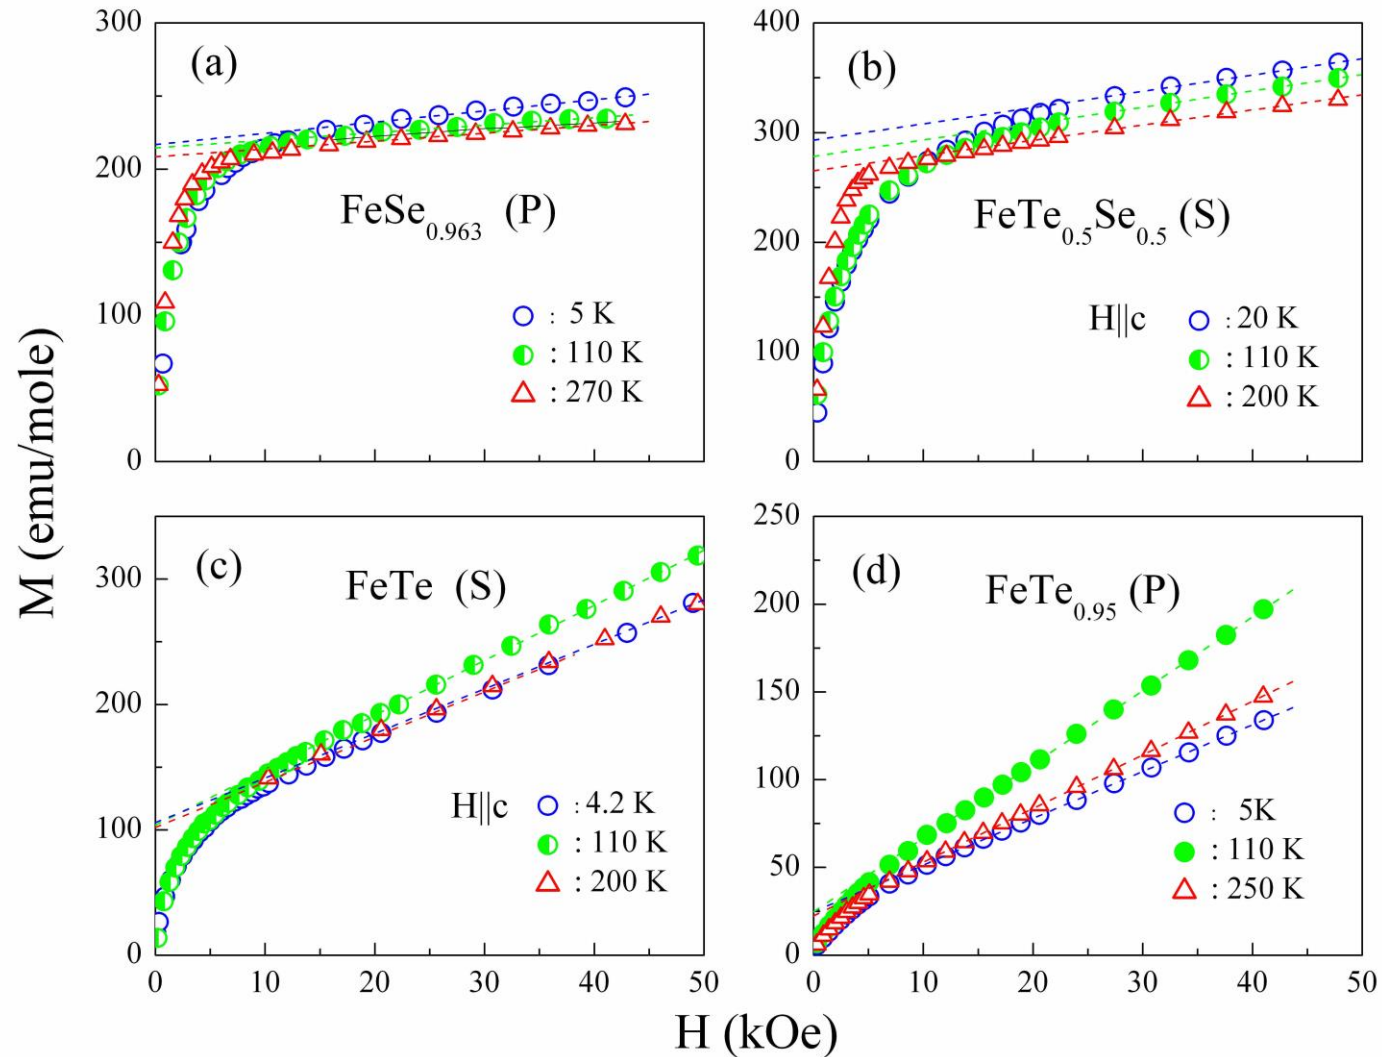 M (emu/mole)
300
200
100
0
(a)
FeSe0.963 (P)
: 5 K
: 110 K
: 270 K
400
300
200
100
0
(b)
FeTe0.5Se0.5 (S)
H||c
: 20 K
: 110 K
: 200 K
300
200
100
0
(c)
FeTe (S)
H||c
: 4.2 K
: 110 K
: 200 K
0 10 20 30 40 50
250
200
150
100
50
0
(d)
FeTe0.95 (P)
: 5K
: 110 K
: 250 K
0 10 20 30 40 50
H (kOe)